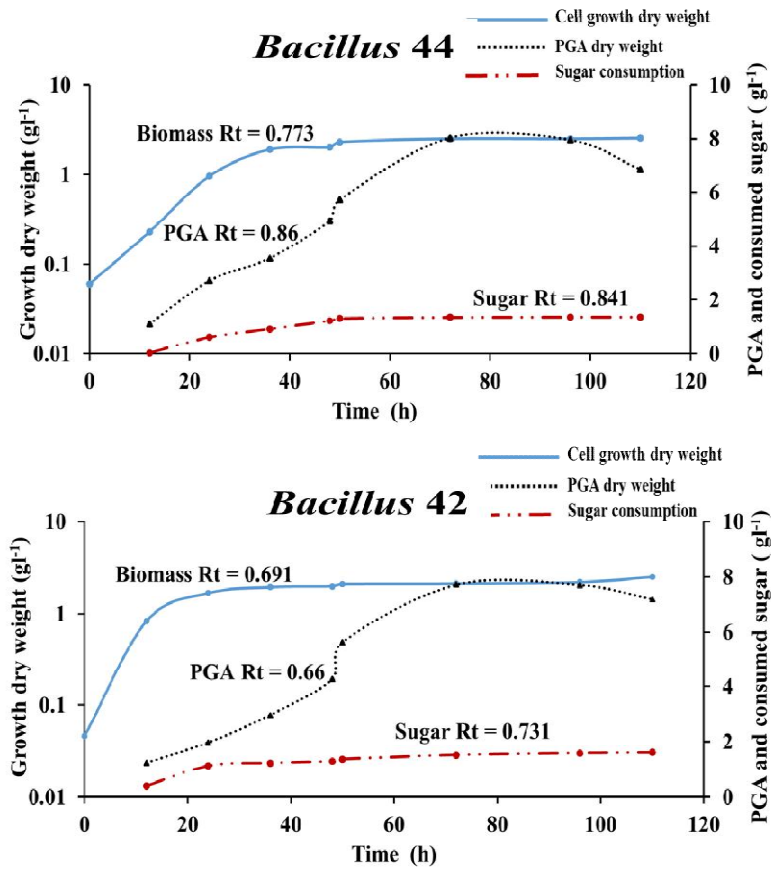 Cell growth dry weight
Bacillus 44
PGA dry weight
Sugar consumption
10
10
Growth dry weight (gl-1)
PGA and consumed sugar ( gl-1)
Biomass Rt = 0.773
8
1
6
PGA Rt = 0.86
0.1
4
Sugar Rt = 0.841
2
0.01
0
0 20 40 60 80 100 120
Time (h)
Cell growth dry weight
Bacillus 42
PGA dry weight
Sugar consumption
10
10
Growth dry weight (gl-1)
PGA and consumed sugar ( gl-1)
Biomass Rt = 0.691
8
1
6
PGA Rt = 0.66
0.1
4
Sugar Rt = 0.731
2
0.01
0
0 20 40 60 80 100 120
Time (h)